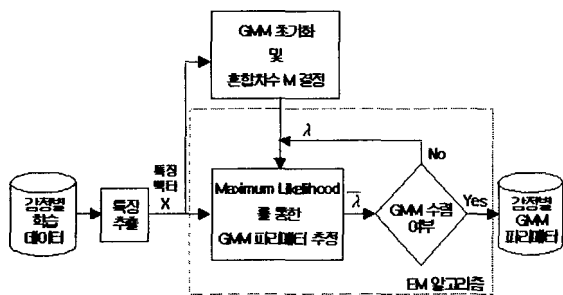 GMM 초기화
및
혼합차수 M 결정
λ
No
특징
벡터
X
감정별
학습
데이터
특징
추출
Maximum Likelihood
를 통한
GMM 파라메터 추정
λ̅
GMM 수렴
여부
Yes
감정별
GMM
파라메터
EM 알고리즘